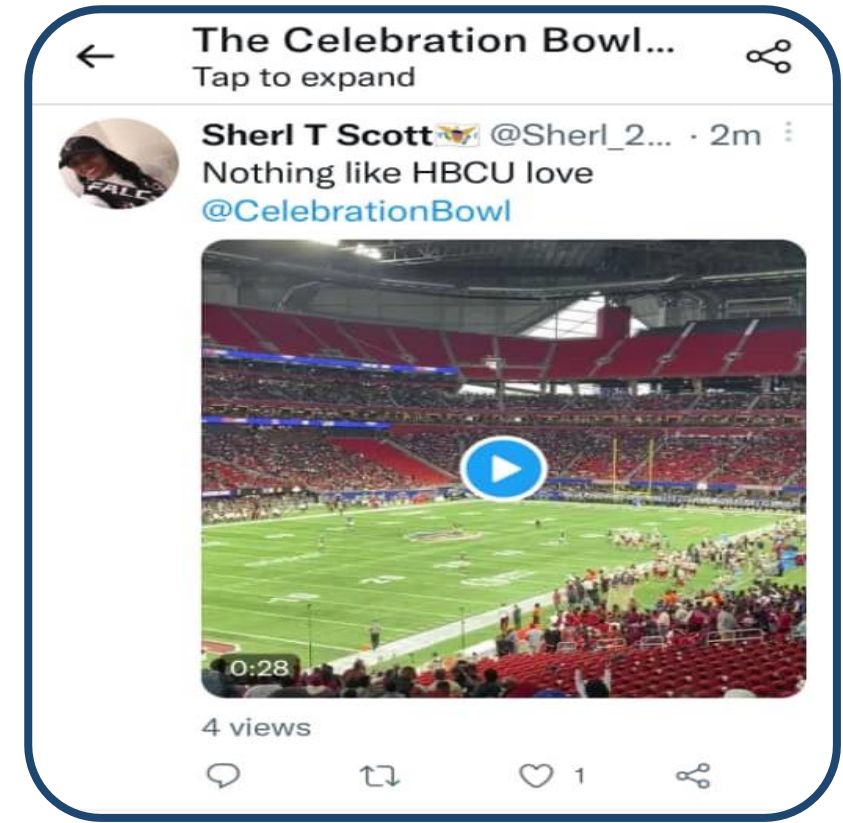 The Celebration Bowl...
Tap to expand
Sherl T Scott @Sherl_2... · 2m
Nothing like HBCU love
@CelebrationBowl
FALC
0:28
4 views
1